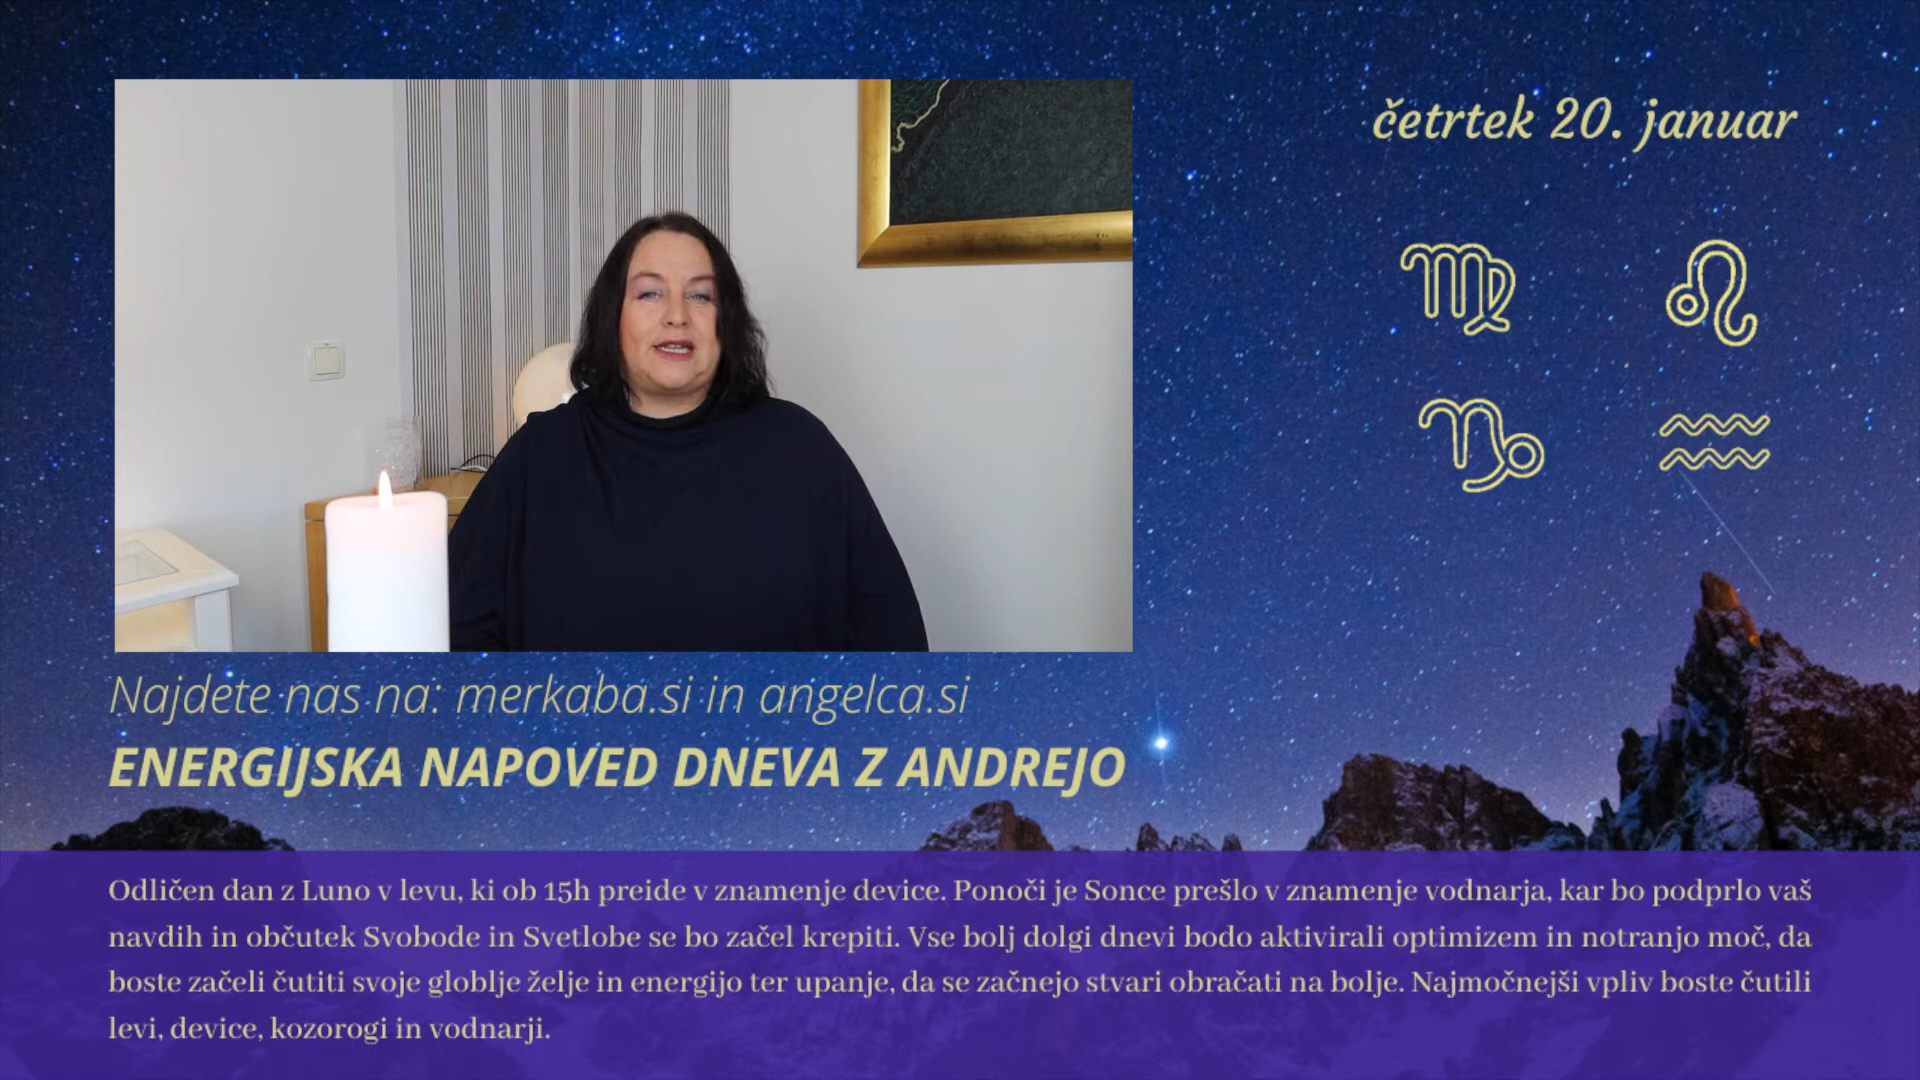 četrtek 20. januar
Najdete nas na: merkaba.si in angelca.si
ENERGIJSKA NAPOVED DNEVA Z ANDREJO
Odličen dan z Luno v levu, ki ob 15h preide v znamenje device. Ponoči je Sonce prešlo v znamenje vodnarja, kar bo podprlo vaš
navdih in občutek Svobode in Svetlobe se bo začel krepiti. Vse bolj dolgi dnevi bodo aktivirali optimizem in notranjo moč, da
boste začeli čutiti svoje globlje želje in energijo ter upanje, da se začnejo stvari obračati na bolje. Najmočnejši vpliv boste čutili
levi, device, kozorogi in vodnarji.